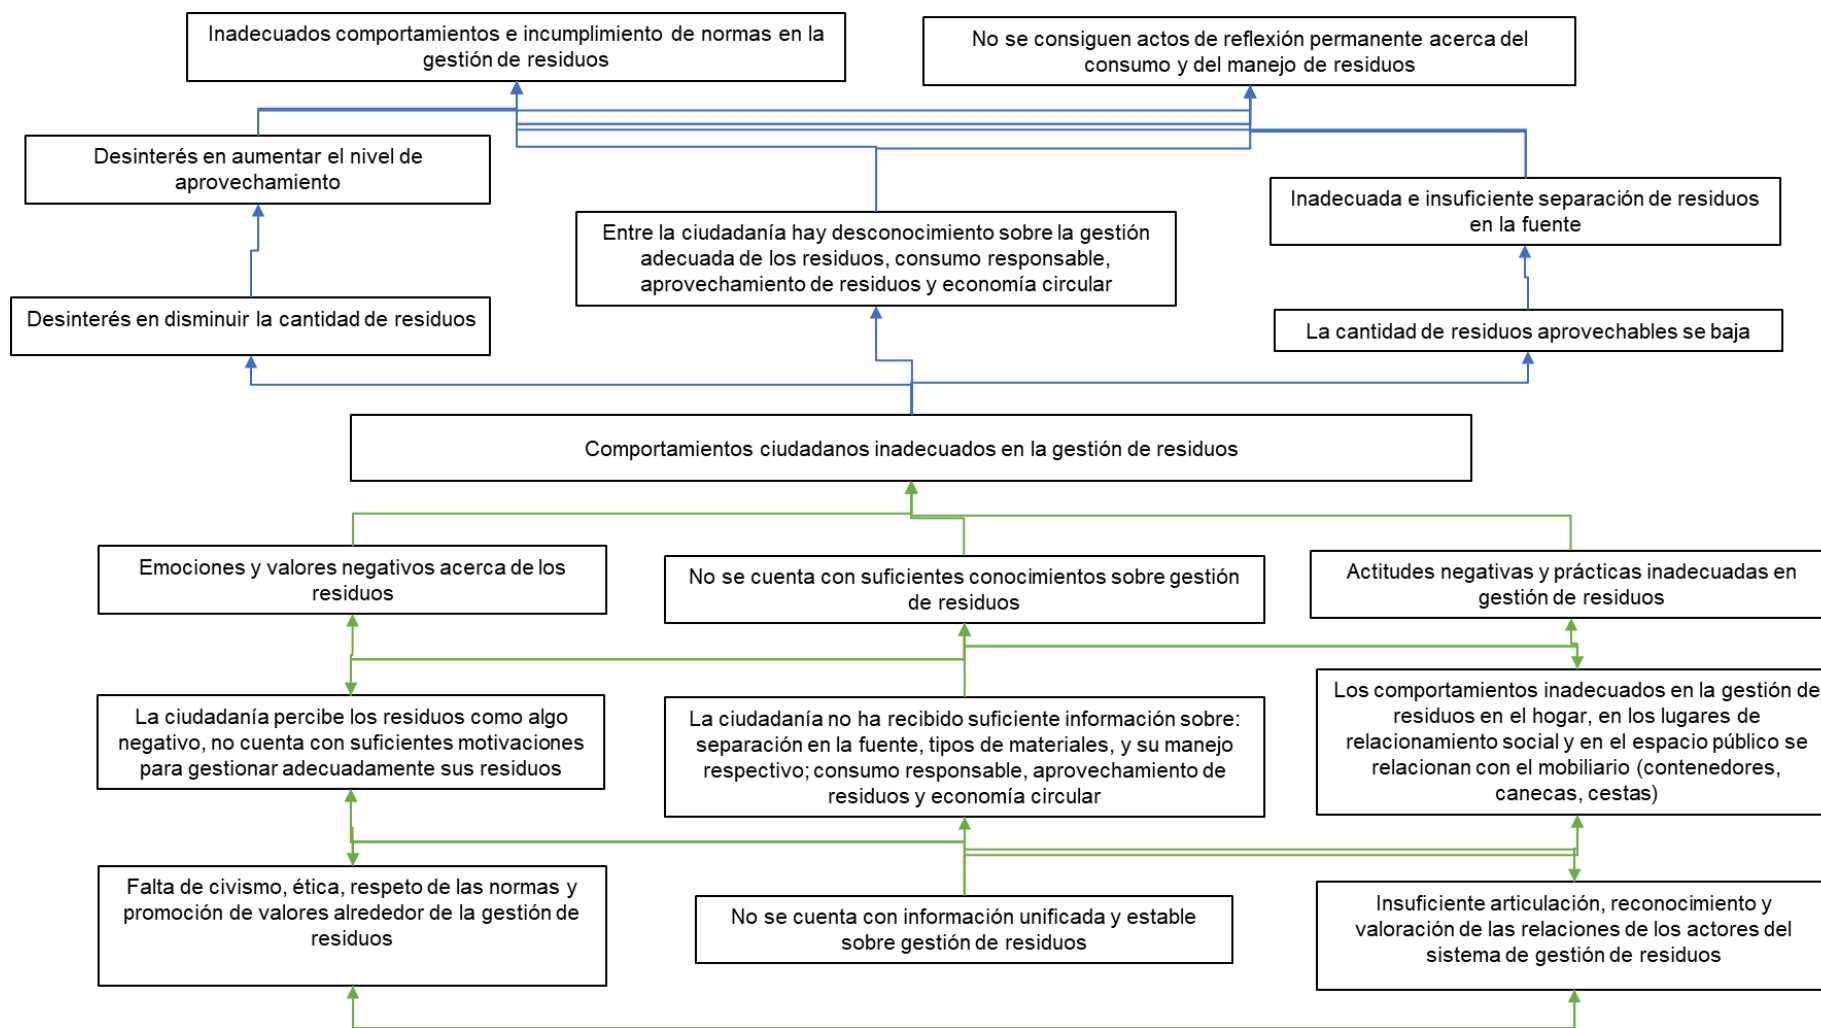 Inadecuados comportamientos e incumplimiento de normas en la
gestión de residuos
No se consiguen actos de reflexión permanente acerca del
consumo y del manejo de residuos
Desinterés en aumentar el nivel de
aprovechamiento
Entre la ciudadanía hay desconocimiento sobre la gestión
adecuada de los residuos, consumo responsable,
aprovechamiento de residuos y economía circular
Inadecuada e insuficiente separación de residuos
en la fuente
Desinterés en disminuir la cantidad de residuos
La cantidad de residuos aprovechables se baja
Comportamientos ciudadanos inadecuados en la gestión de residuos
Emociones y valores negativos acerca de los
residuos
No se cuenta con suficientes conocimientos sobre gestión
de residuos
Actitudes negativas y prácticas inadecuadas en
gestión de residuos
La ciudadanía percibe los residuos como algo
negativo, no cuenta con suficientes motivaciones
para gestionar adecuadamente sus residuos
La ciudadanía no ha recibido suficiente información sobre:
separación en la fuente, tipos de materiales, y su manejo
respectivo; consumo responsable, aprovechamiento de
residuos y economía circular
Los comportamientos inadecuados en la gestión de
residuos en el hogar, en los lugares de
relacionamiento social y en el espacio público se
relacionan con el mobiliario (contenedores,
canecas, cestas)
Falta de civismo, ética, respeto de las normas y
promoción de valores alrededor de la gestión de
residuos
No se cuenta con información unificada y estable
sobre gestión de residuos
Insuficiente articulación, reconocimiento y
valoración de las relaciones de los actores del
sistema de gestión de residuos